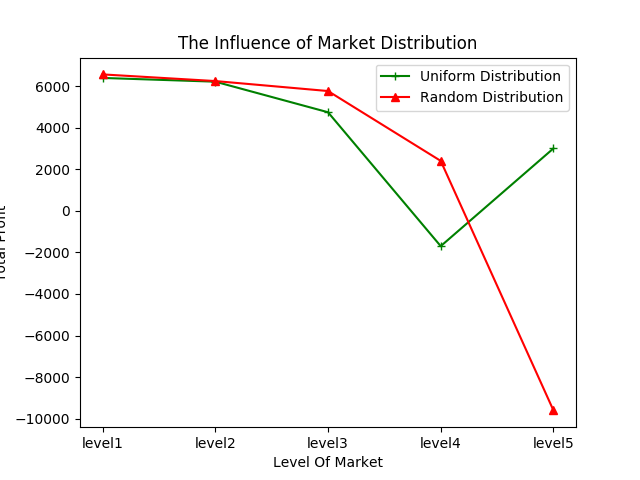 The Influence of Market Distribution
Uniform Distribution
Random Distribution
6000
4000
2000
0
−2000
−4000
−6000
−8000
−10000
Total Profit
level1 level2 level3 level4 level5
Level Of Market